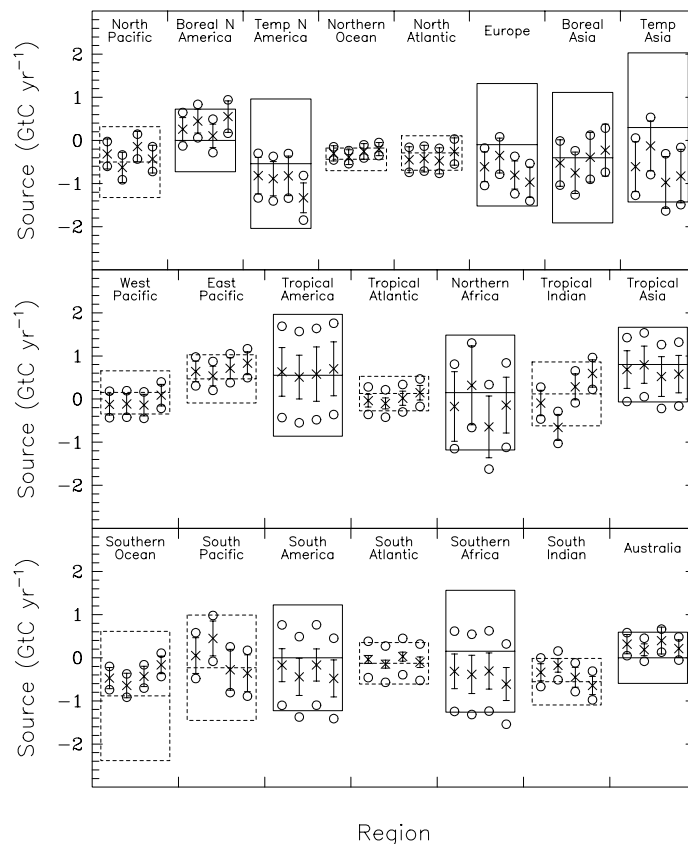 North Pacific
Boreal N America
Temp N America
Northern Ocean
North Atlantic
Europe
Boreal Asia
Temp Asia
2
1
0
−1
−2
Source (GtC yr−1)
West Pacific
East Pacific
Tropical America
Tropical Atlantic
Northern Africa
Tropical Indian
Tropical Asia
2
1
0
−1
−2
Source (GtC yr−1)
Southern Ocean
South Pacific
South America
South Atlantic
Southern Africa
South Indian
Australia
2
1
0
−1
−2
Source (GtC yr−1)
Region